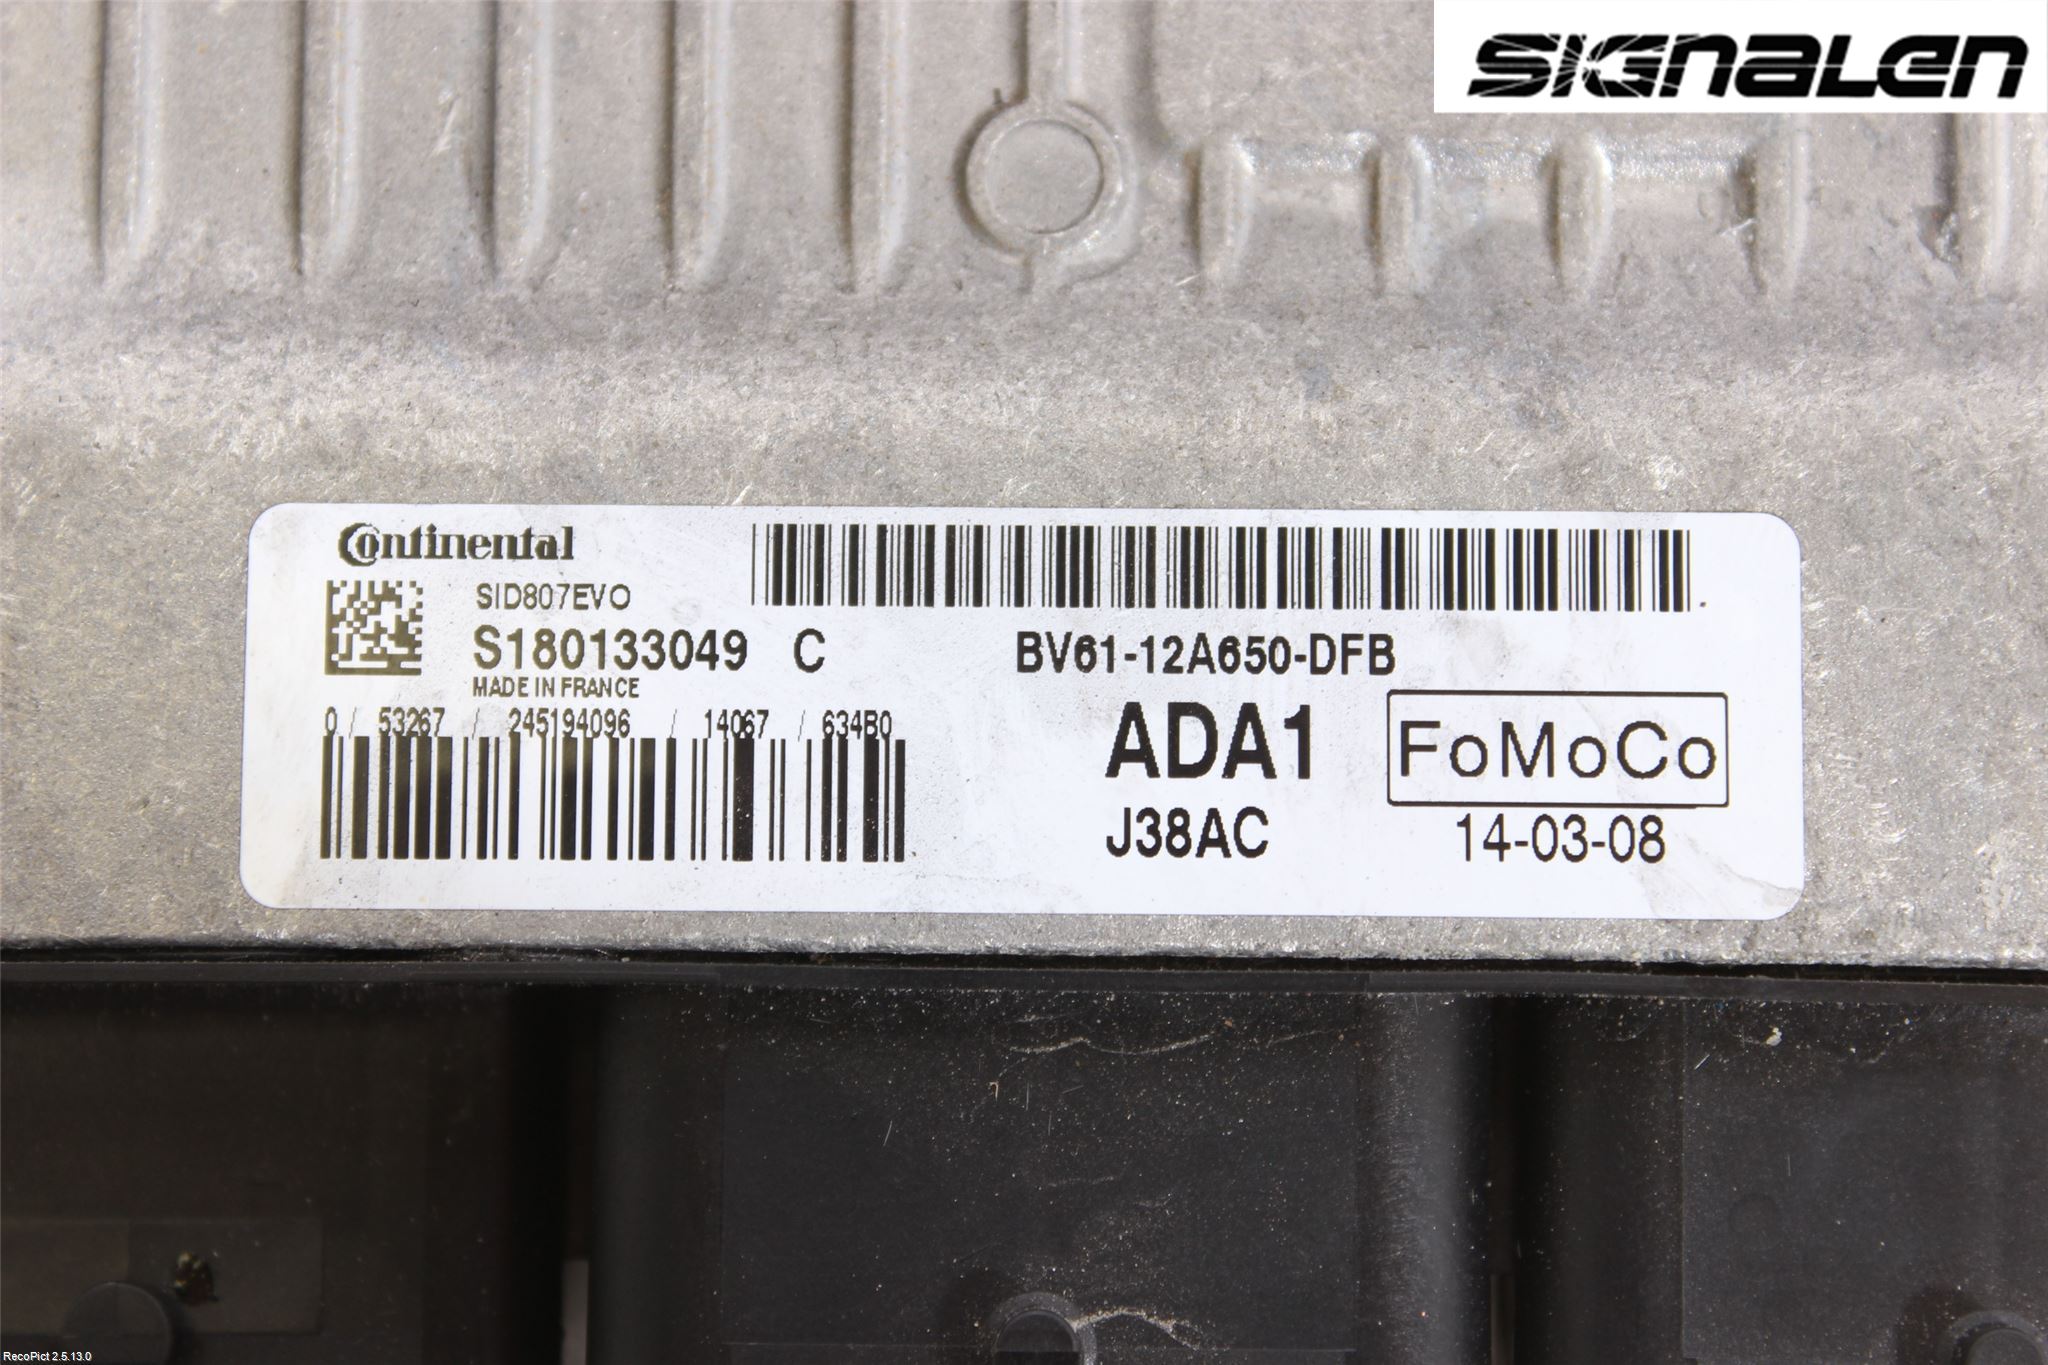 SIGNALEN
Continental
SID807EVO
S180133049 C
MADE IN FRANCE
0 / 53267 / 245194096 / 14067 / 634B0
BV61-12A650-DFB
ADA1
FoMoCo
J38AC
14-03-08
RecoPict 2.5.13.0